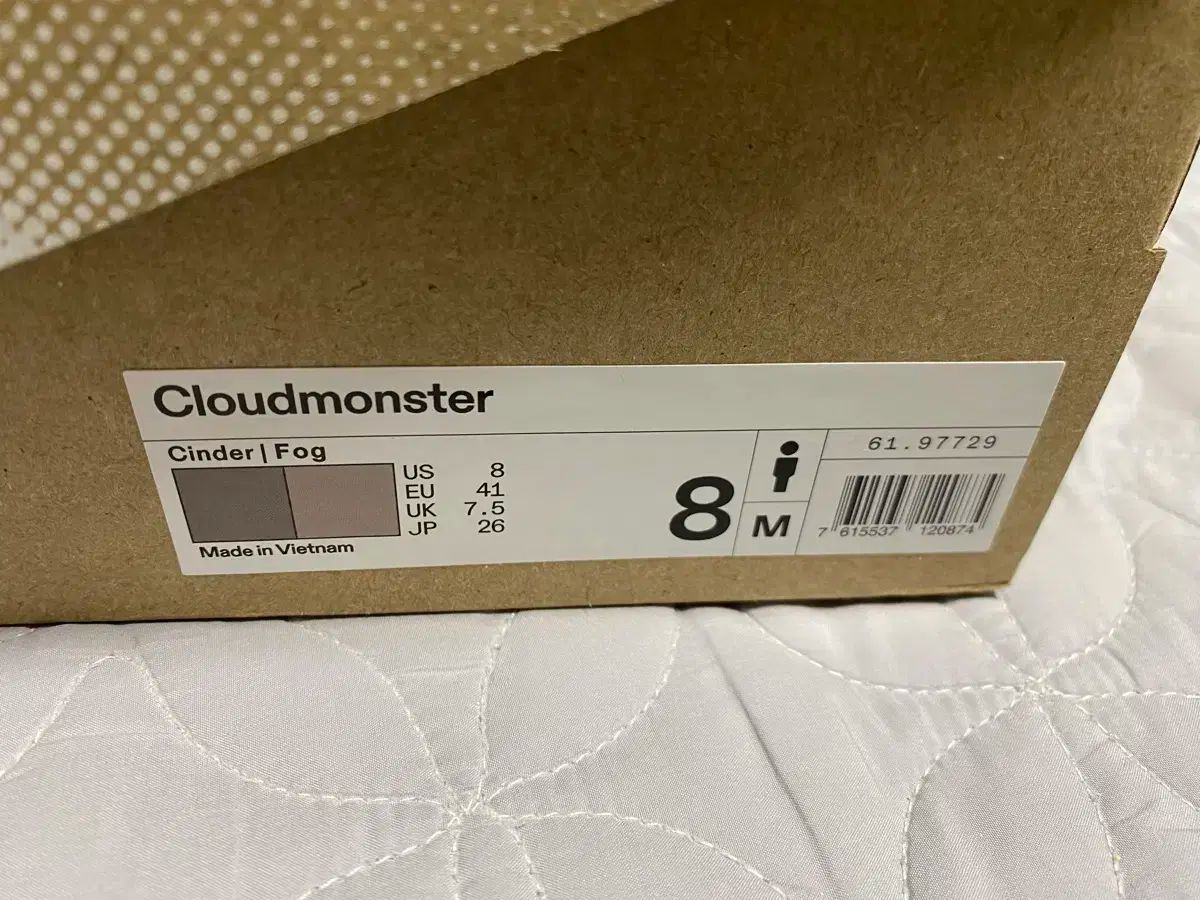 Cloudmonster
Cinder | Fog
US 8
EU 41
UK 7.5
JP 26
Made in Vietnam
8
M
61.97729
7 615537 120874